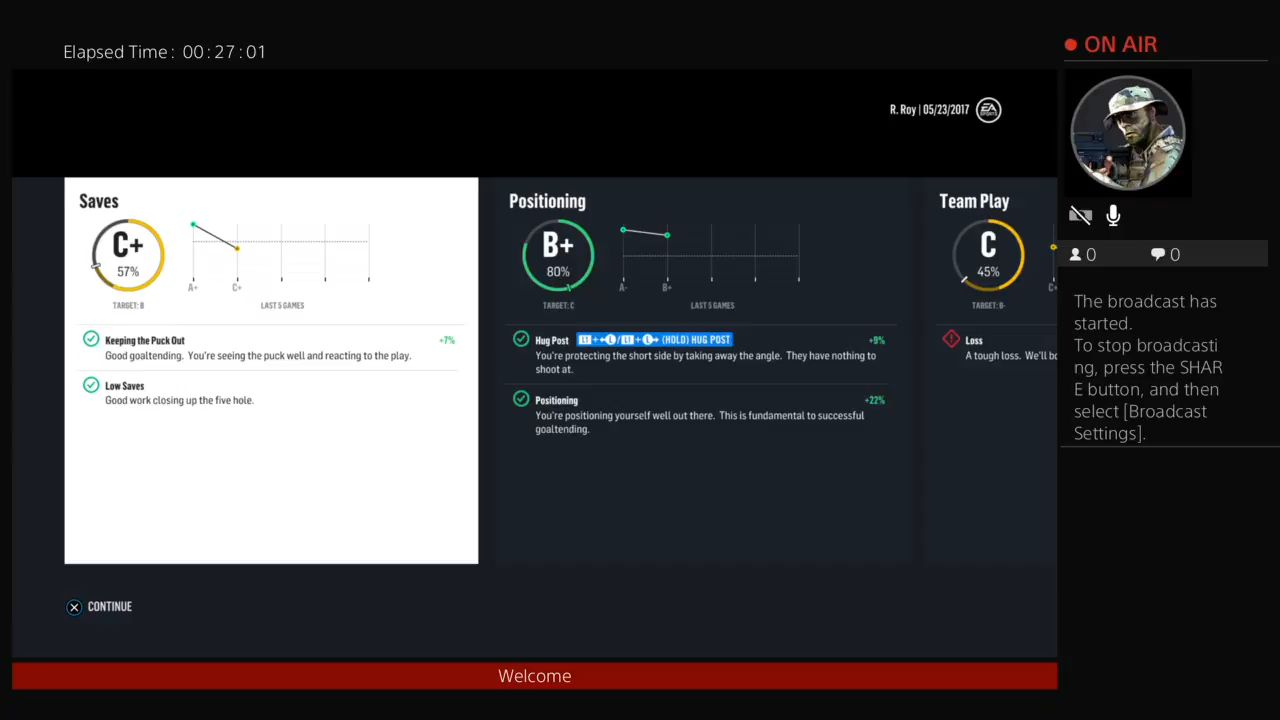 Elapsed Time: 00:27:01
ON AIR
R. Roy | 05/23/2017
EA
SPORTS
Saves
C+
57%
TARGET: B
A+
C+
LAST 5 GAMES
Keeping the Puck Out
+7%
Good goaltending. You're seeing the puck well and reacting to the play.
Low Saves
Good work closing up the five hole.
Positioning
B+
80%
TARGET: C
A-
B+
LAST 5 GAMES
Hug Post LT + L / LT + L (HOLD) HUG POST
+9%
You're protecting the short side by taking away the angle. They have nothing to
shoot at.
Positioning
+22%
You're positioning yourself well out there. This is fundamental to successful
goaltending.
Team Play
C
45%
TARGET: B-
C+
Loss
A tough loss. We'll
CONTINUE
Welcome
0
0
The broadcast has
started.
To stop broadcasti
ng, press the SHAR
E button, and then
select [Broadcast
Settings].